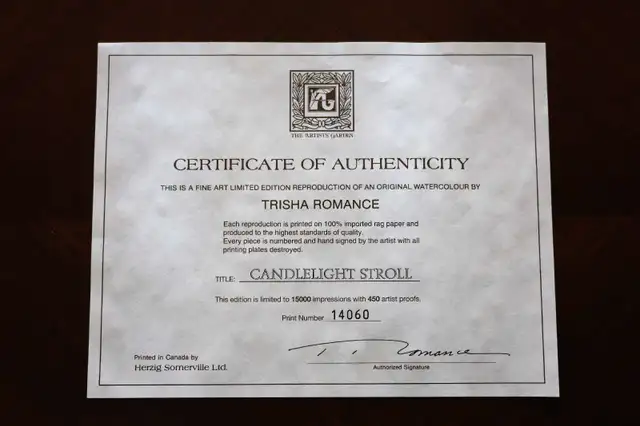 THE ARTISTS GARDEN
CERTIFICATE OF AUTHENTICITY
THIS IS A FINE ART LIMITED EDITION REPRODUCTION OF AN ORIGINAL WATERCOLOUR BY
TRISHA ROMANCE
Each reproduction is printed on 100% imported rag paper and
produced to the highest standards of quality.
Every piece is numbered and hand signed by the artist with all
printing plates destroyed.
TITLE: CANDLELIGHT STROLL
This edition is limited to 15000 impressions with 450 artist proofs.
Print Number 14060
T. Romance
Printed in Canada by
Herzig Somerville Ltd.
Authorized Signature